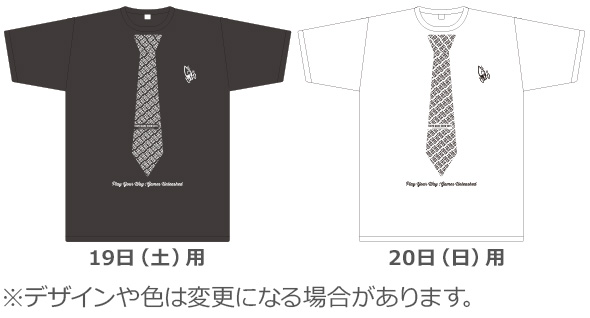 Play Your Way : Games Unleashed
Play Your Way : Games Unleashed
19日（土）用
20日（日）用
※デザインや色は変更になる場合があります。